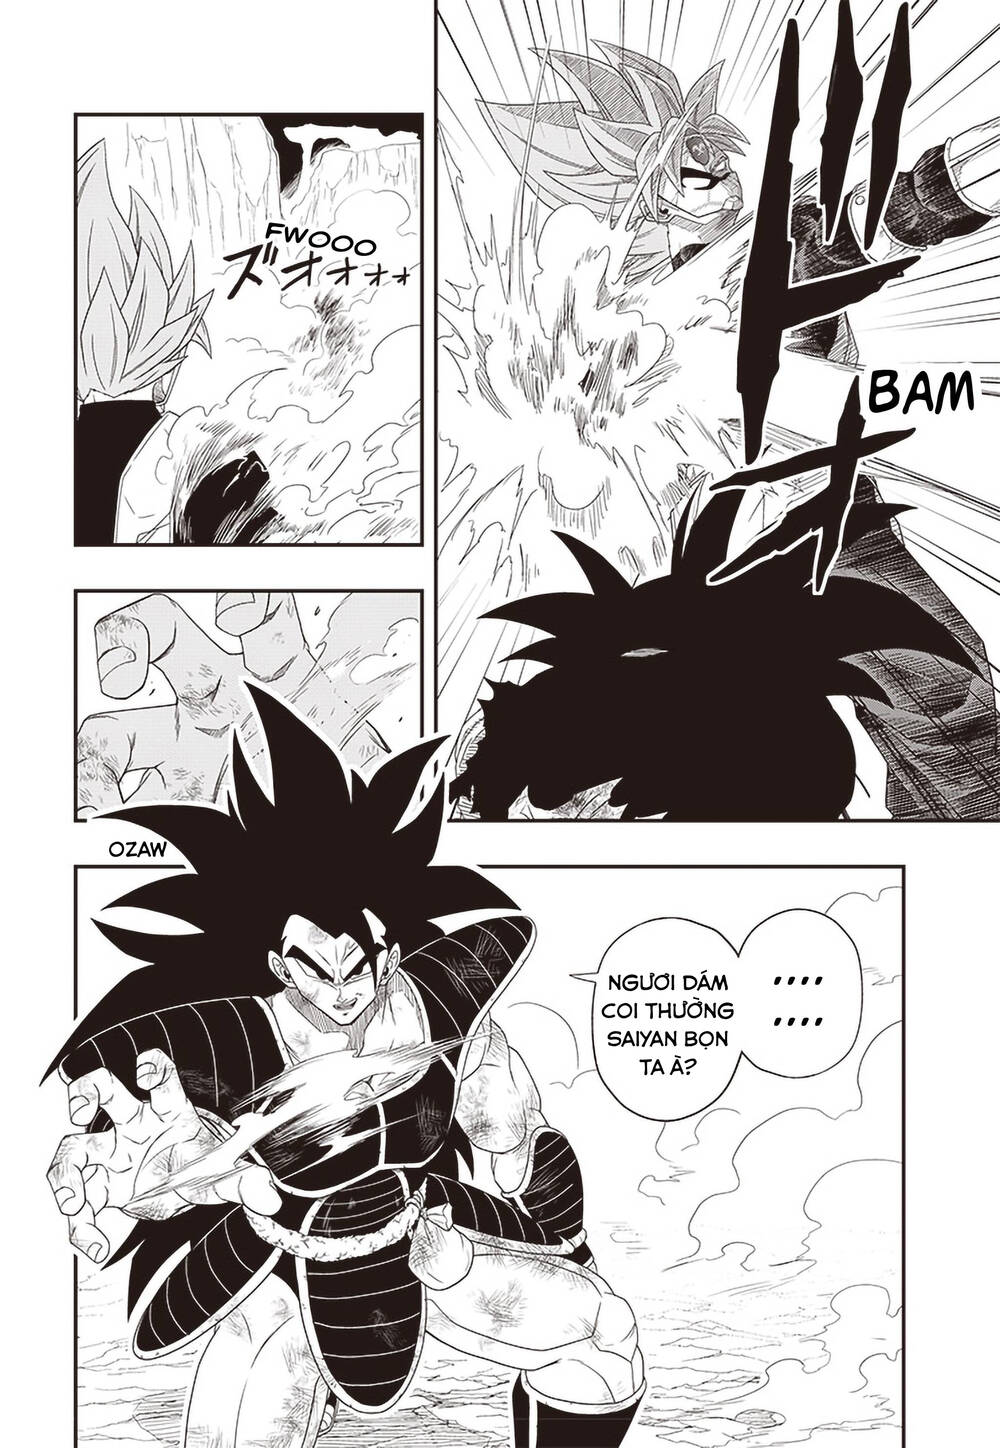 ドオ
BAM
FWOOO
ズオォォォ
OZAW
....
....
NGƯƠI DÁM
COI THƯỜNG
SAIYAN BỌN
TA À?